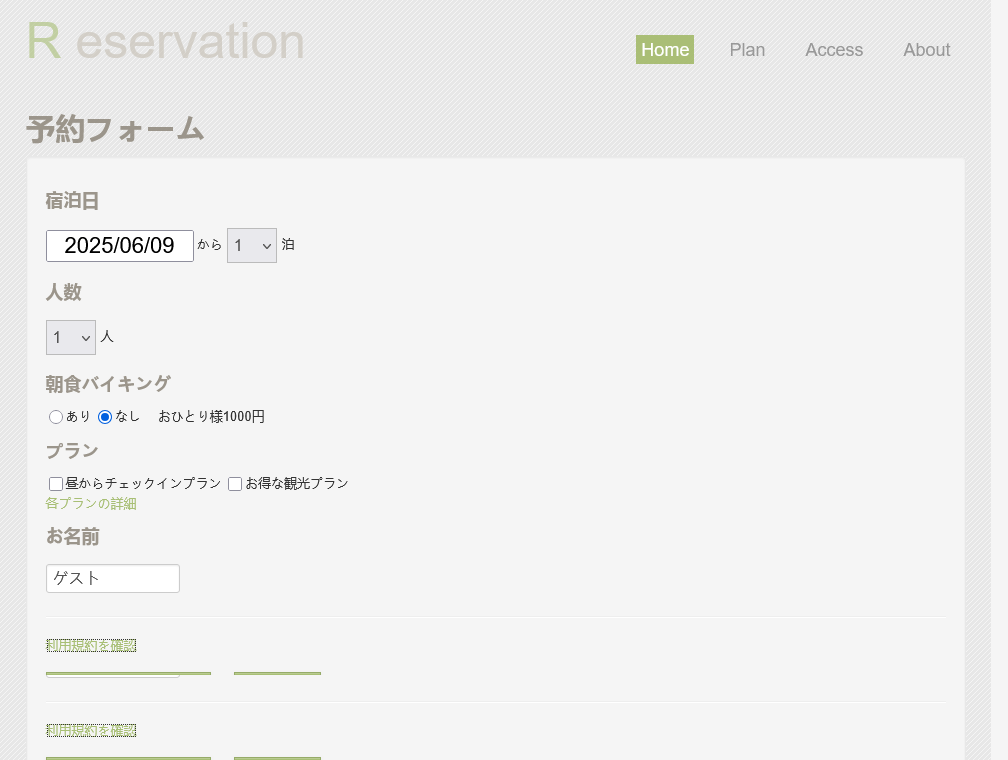 R eservation
Home Plan Access About
予約フォーム
宿泊日
2025/06/09 から 1 泊
人数
1 人
朝食バイキング
あり なし おひとり様1000円
プラン
昼からチェックインプラン お得な観光プラン
各プランの詳細
お名前
ゲスト
利用規約を確認
利用規約を確認